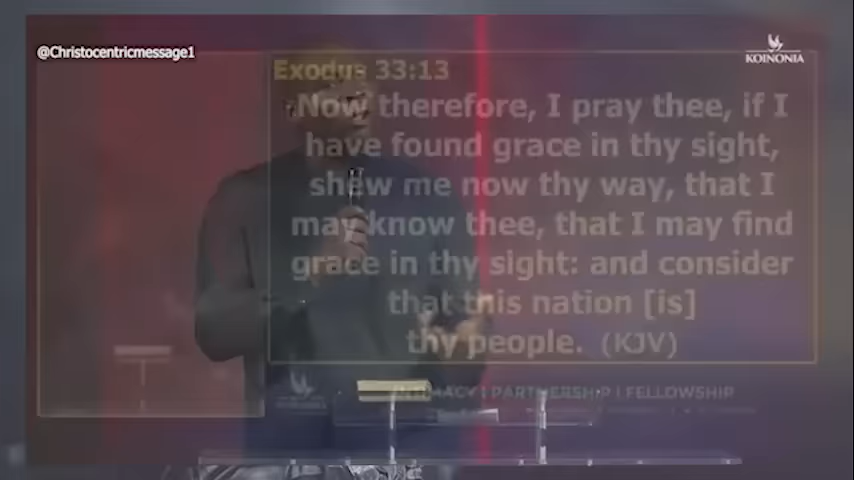 @Christocentricmessage1
KOINONIA
Exodus 33:13
Now therefore, I pray thee, if I
have found grace in thy sight,
shew me now thy way, that I
may know thee, that I may find
grace in thy sight: and consider
that this nation [is]
thy people. (KJV)
INTIMACY | PARTNERSHIP | FELLOWSHIP